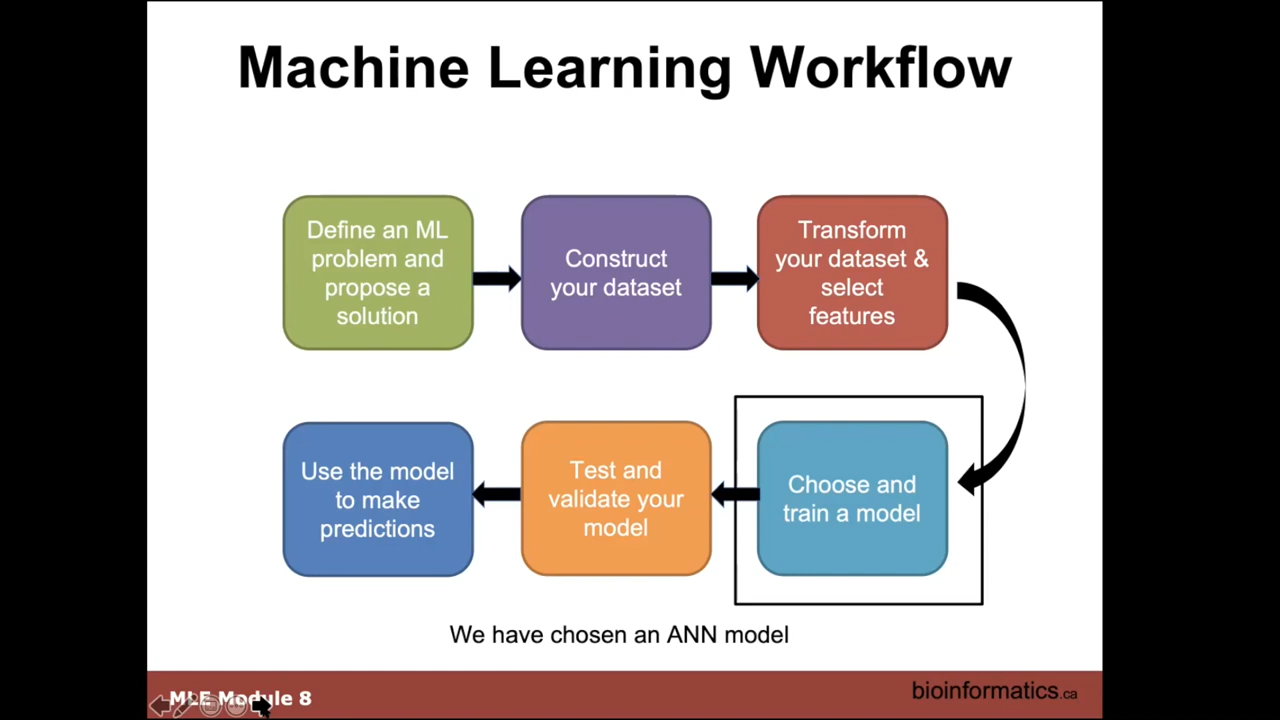 Machine Learning Workflow
Define an ML
problem and
propose a
solution
Construct
your dataset
Transform
your dataset &
select
features
Choose and
train a model
Test and
validate your
model
Use the model
to make
predictions
We have chosen an ANN model
MLE Module 8
bioinformatics.ca